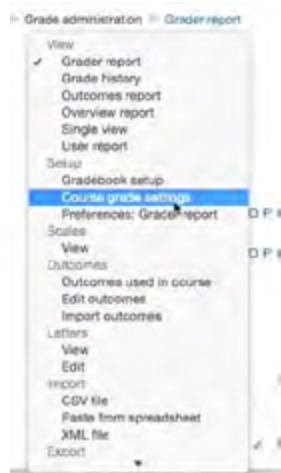 Grade administration Grader report
View
✓ Grader report
Grade history
Outcomes report
Overview report
Single view
User report
Setup
Gradebook setup
Course grade settings
Preferences: Grader report
Scales
View
Outcomes
Outcomes used in course
Edit outcomes
Import outcomes
Letters
View
Edit
Import
CSV file
Paste from spreadsheet
XML file
Export